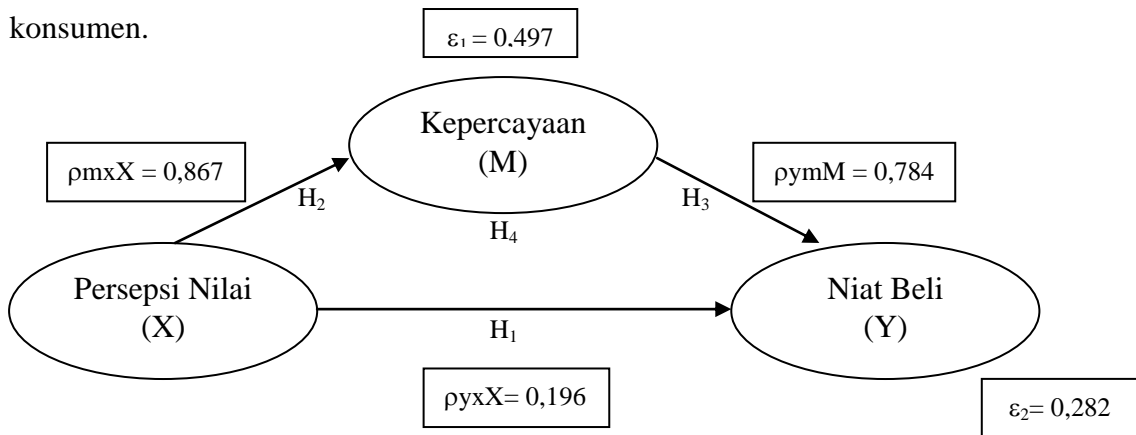 konsumen.
ε₁ = 0,497
Kepercayaan
(M)
ρmxX = 0,867
ρymM = 0,784
H₂
H₃
H₄
Persepsi Nilai
(X)
Niat Beli
(Y)
H₁
ρyxX= 0,196
ε₂= 0,282